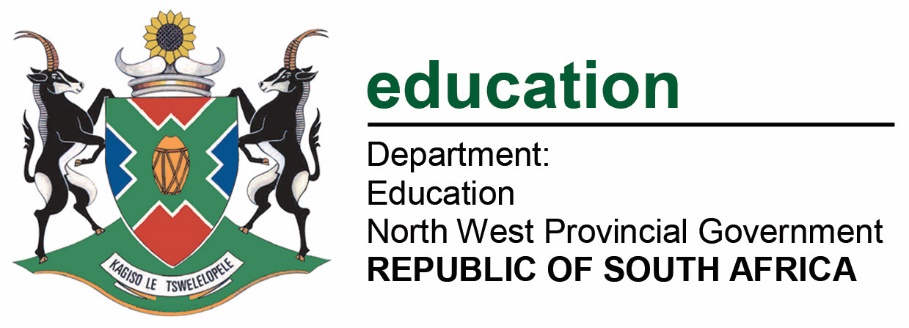 education
Department:
Education
North West Provincial Government
REPUBLIC OF SOUTH AFRICA
KAGISO LE TSWELELOPELE